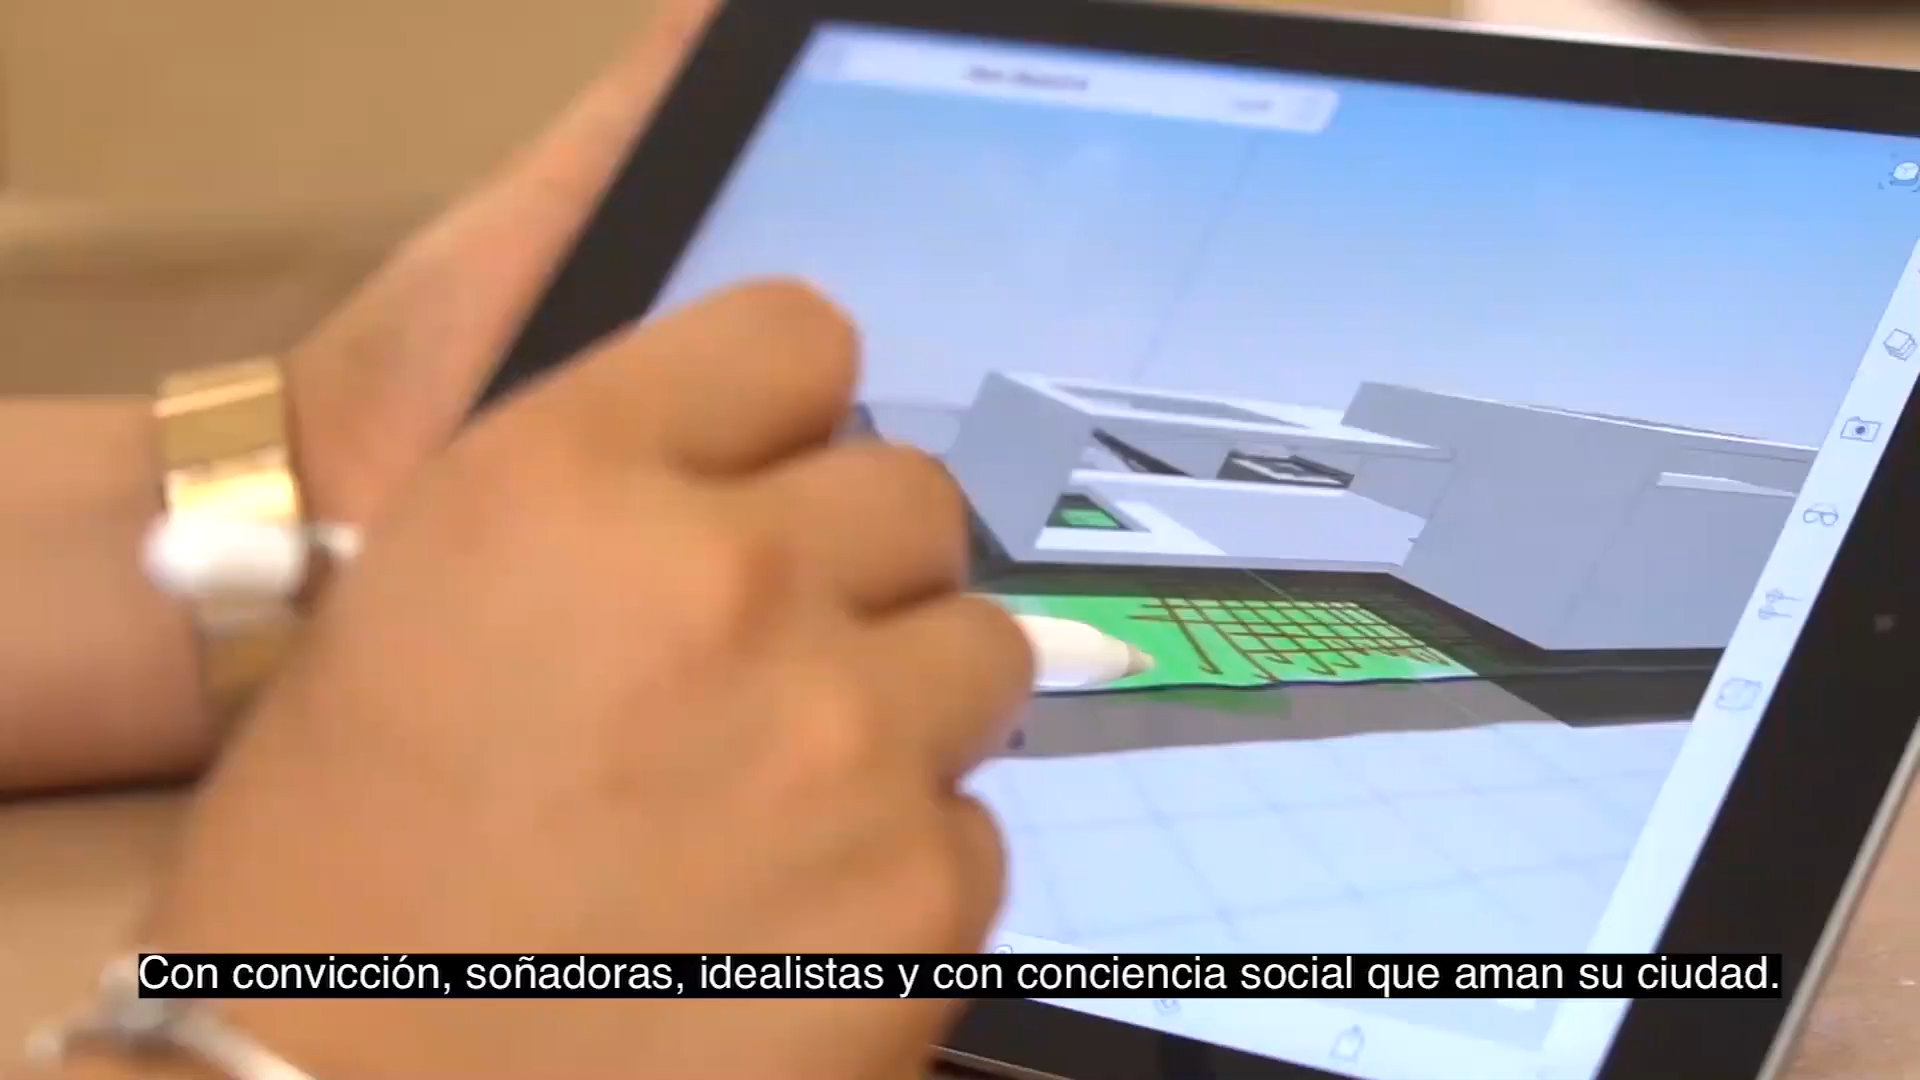 Con convicción, soñadoras, idealistas y con conciencia social que aman su ciudad.